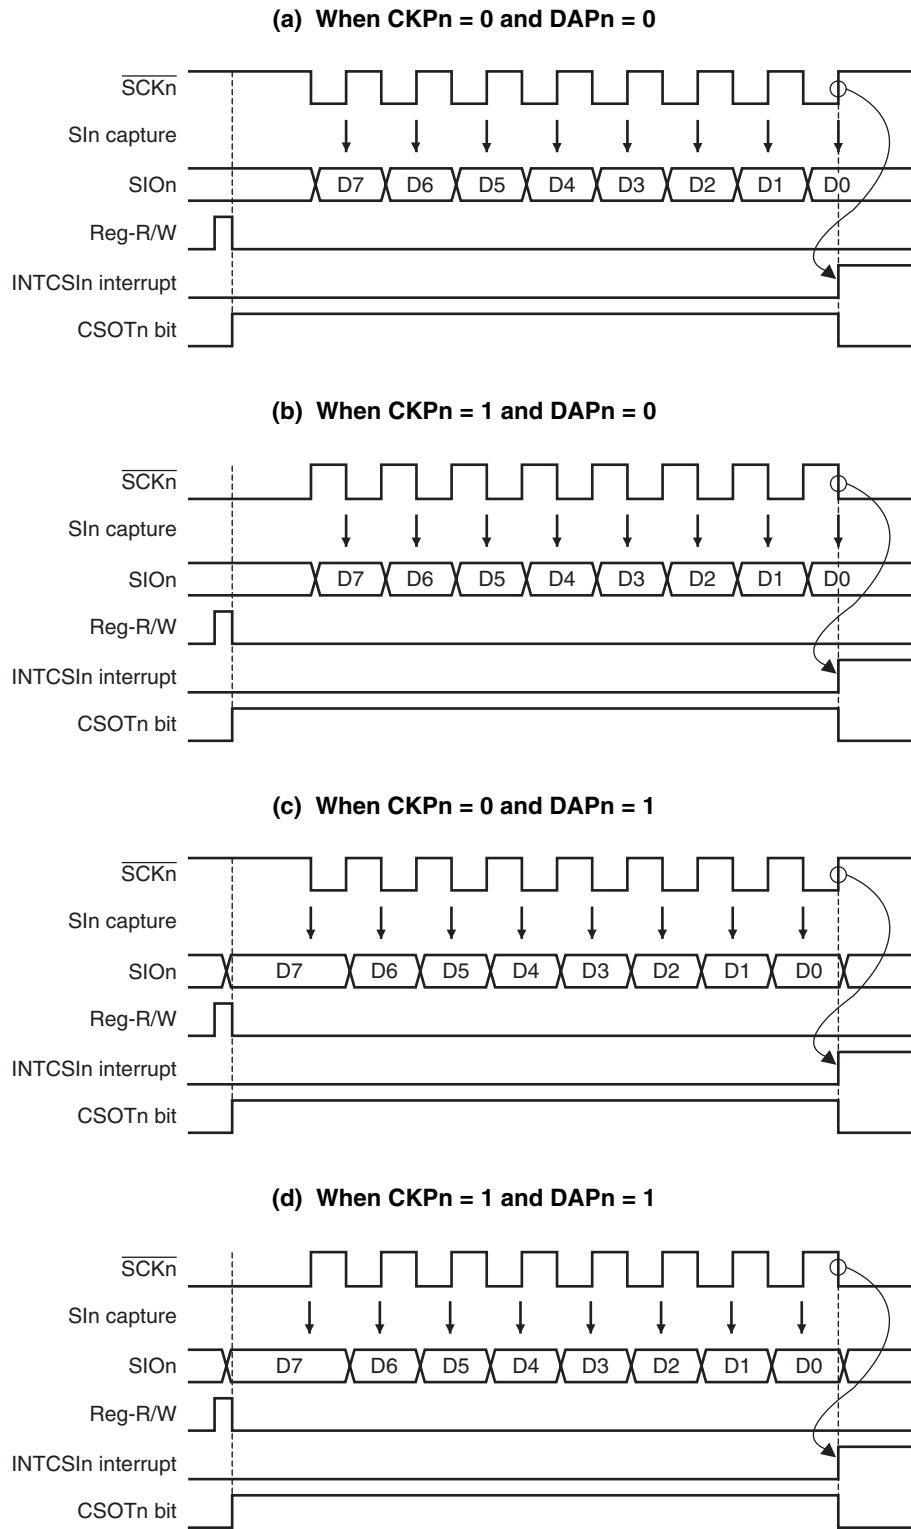 (a) When CKPn = 0 and DAPn = 0
SCKn
SIn capture
SIOn D7 D6 D5 D4 D3 D2 D1 D0
Reg-R/W
INTCSIn interrupt
CSOTn bit
(b) When CKPn = 1 and DAPn = 0
SCKn
SIn capture
SIOn D7 D6 D5 D4 D3 D2 D1 D0
Reg-R/W
INTCSIn interrupt
CSOTn bit
(c) When CKPn = 0 and DAPn = 1
SCKn
SIn capture
SIOn D7 D6 D5 D4 D3 D2 D1 D0
Reg-R/W
INTCSIn interrupt
CSOTn bit
(d) When CKPn = 1 and DAPn = 1
SCKn
SIn capture
SIOn D7 D6 D5 D4 D3 D2 D1 D0
Reg-R/W
INTCSIn interrupt
CSOTn bit